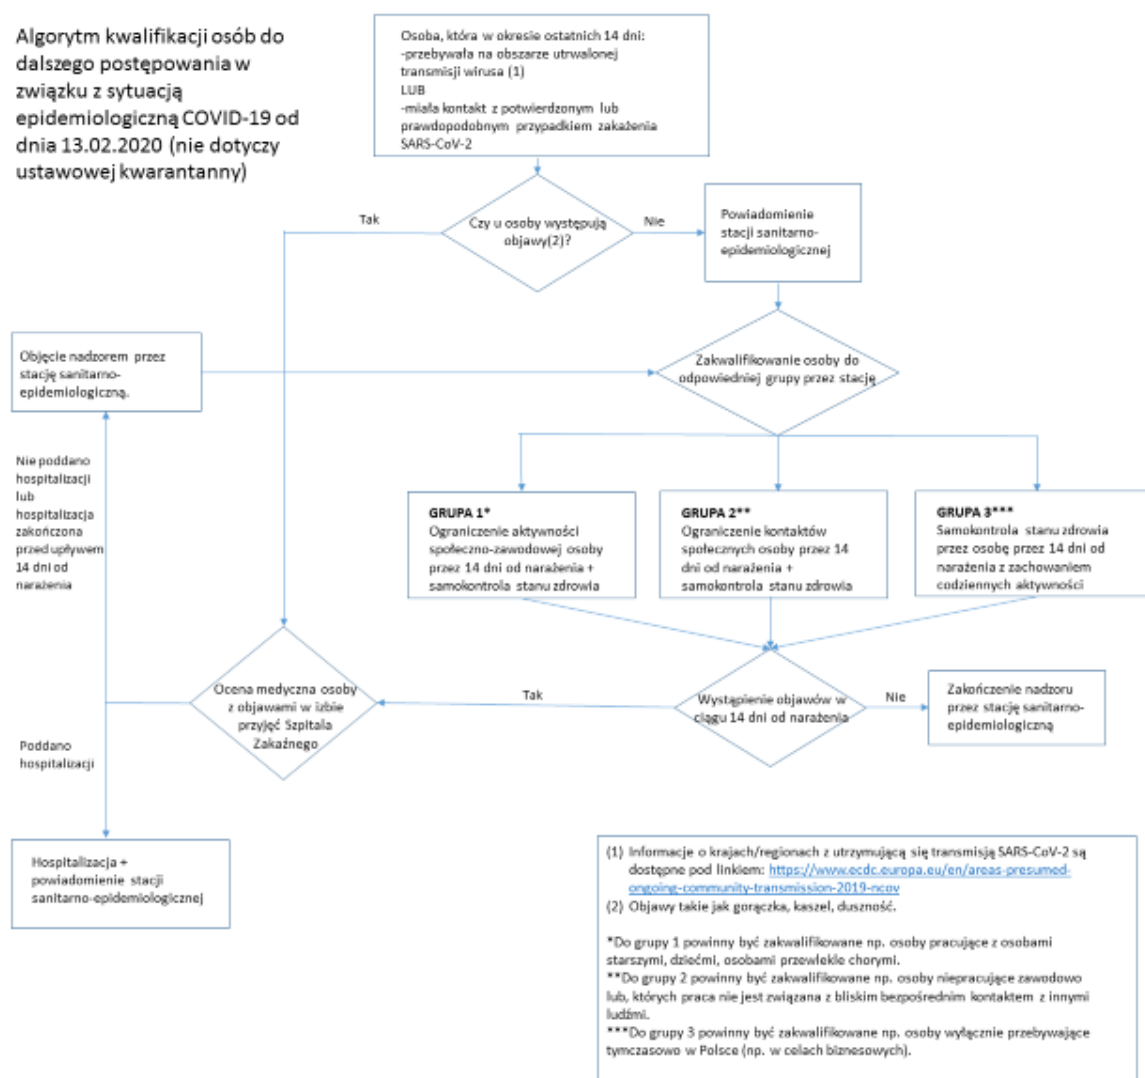 Algorytm kwalifikacji osób do
dalszego postępowania w
związku z sytuacją
epidemiologiczną COVID-19 od
dnia 13.02.2020 (nie dotyczy
ustawowej kwarantanny)
Osoba, która w okresie ostatnich 14 dni:
-przebywała na obszarze utrwalonej
transmisji wirusa (1)
LUB
-miała kontakt z potwierdzonym lub
prawdopodobnym przypadkiem zakażenia
SARS-CoV-2
Tak
Czy u osoby występują
objawy(2)?
Nie
Powiadomienie
stacji sanitarno-
epidemiologicznej
Objęcie nadzorem przez
stację sanitarno-
epidemiologiczną.
Zakwalifikowanie osoby do
odpowiedniej grupy przez stację
Nie poddano
hospitalizacji
lub
hospitalizacja
zakończona
przed upływem
14 dni od
narażenia
GRUPA 1*
Ograniczenie aktywności
społeczno-zawodowej osoby
przez 14 dni od narażenia +
samokontrola stanu zdrowia
GRUPA 2**
Ograniczenie kontaktów
społecznych osoby przez 14
dni od narażenia +
samokontrola stanu zdrowia
GRUPA 3***
Samokontrola stanu zdrowia
przez osobę przez 14 dni od
narażenia z zachowaniem
codziennych aktywności
Ocena medyczna osoby
z objawami w izbie
przyjęć Szpitala
Zakaźnego
Tak
Wystąpienie objawów w
ciągu 14 dni od narażenia
Nie
Zakończenie nadzoru
przez stację sanitarno-
epidemiologiczną
Poddano
hospitalizacji
Hospitalizacja +
powiadomienie stacji
sanitarno-epidemiologicznej
(1) Informacje o krajach/regionach z utrzymującą się transmisją SARS-CoV-2 są
dostępne pod linkiem: https://www.ecdc.europa.eu/en/areas-presumed-
ongoing-community-transmission-2019-ncov
(2) Objawy takie jak gorączka, kaszel, duszność.
*Do grupy 1 powinny być zakwalifikowane np. osoby pracujące z osobami
starszymi, dziećmi, osobami przewlekle chorymi.
**Do grupy 2 powinny być zakwalifikowane np. osoby niepracujące zawodowo
lub, których praca nie jest związana z bliskim bezpośrednim kontaktem z innymi
ludźmi.
***Do grupy 3 powinny być zakwalifikowane np. osoby wyłącznie przebywające
tymczasowo w Polsce (np. w celach biznesowych).